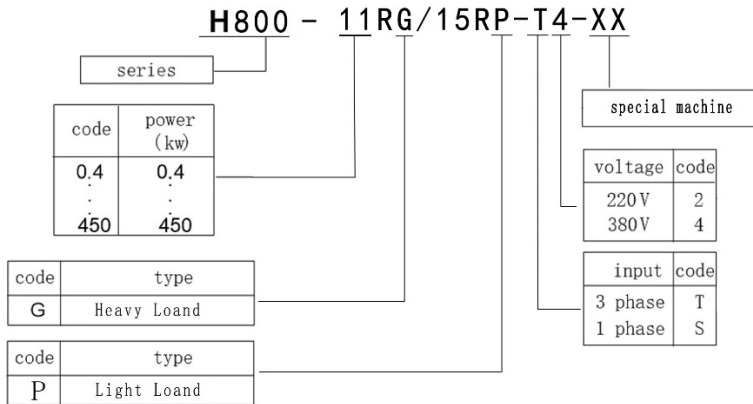 H800 - 11RG/15RP-T4-XX
series
special machine
code power (kw)
0.4 0.4
. .
. .
. .
450 450
voltage code
220V 2
380V 4
input code
3 phase T
1 phase S
code type
G Heavy Loand
code type
P Light Loand